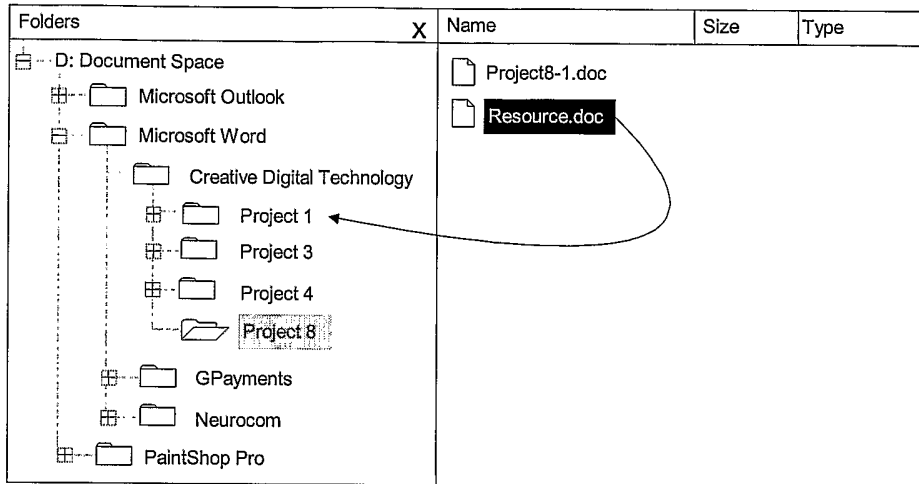 Folders X
Name Size Type
D: Document Space
Microsoft Outlook
Microsoft Word
Creative Digital Technology
Project 1
Project 3
Project 4
Project 8
GPayments
Neurocom
PaintShop Pro
Project8-1.doc
Resource.doc